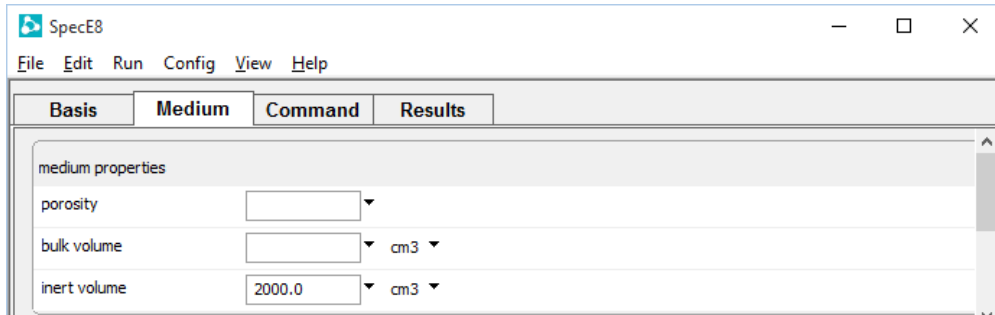 SpecE8
File Edit Run Config View Help
Basis Medium Command Results
medium properties
porosity
bulk volume cm3
inert volume 2000.0 cm3